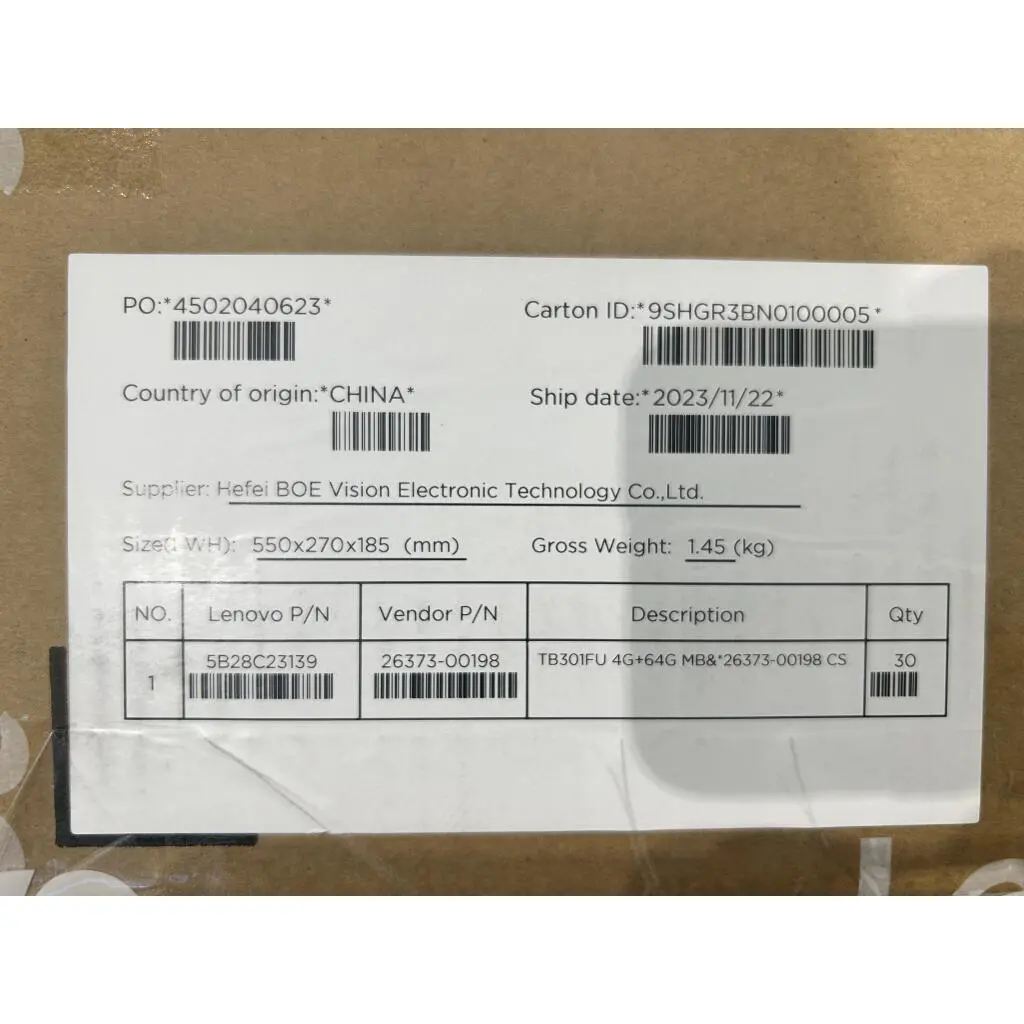 PO:*4502040623*
Carton ID:*9SHGR3BN0100005*
Country of origin:*CHINA*
Ship date:*2023/11/22*
Supplier: Hefei BOE Vision Electronic Technology Co.,Ltd.
Size(LWH): 550x270x185 (mm)
Gross Weight: 1.45 (kg)
NO. Lenovo P/N Vendor P/N Description Qty
1 5B28C23139 26373-00198 TB301FU 4G+64G MB&*26373-00198 CS 30